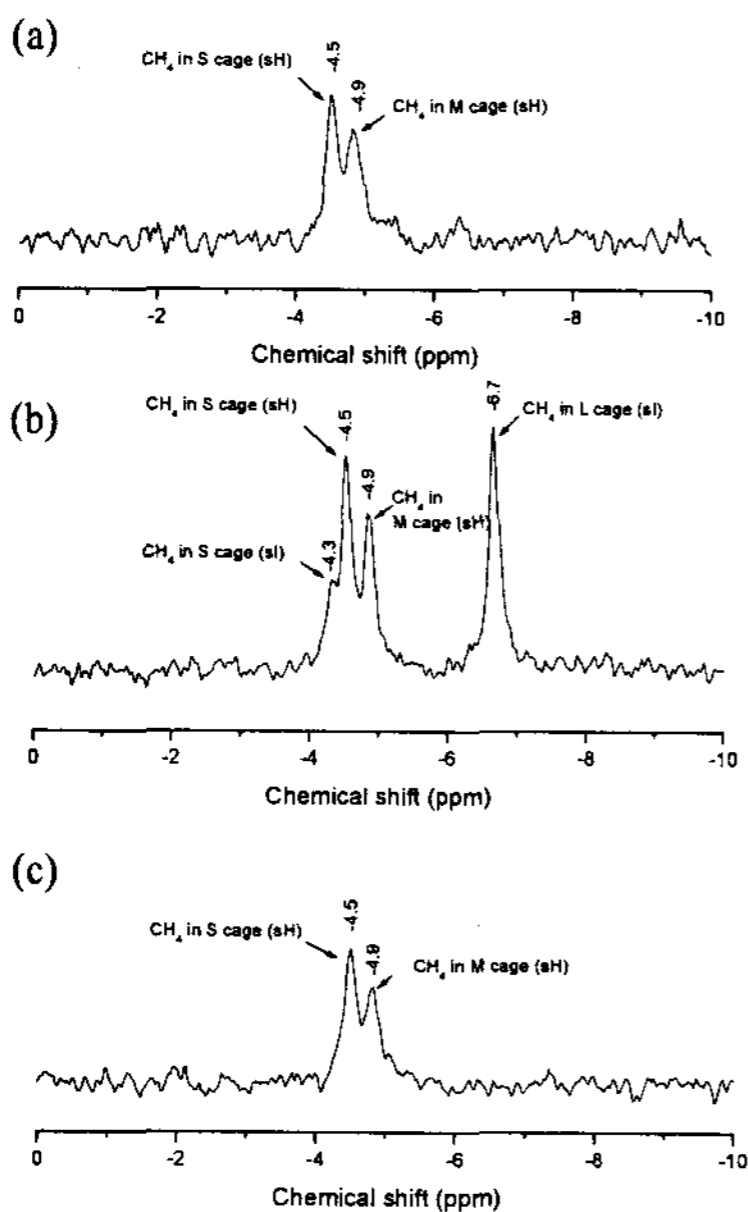 (a)
-4.5
CH₄ in S cage (sH)
-4.9
CH₄ in M cage (sH)
0 -2 -4 -6 -8 -10
Chemical shift (ppm)
(b)
CH₄ in S cage (sH)
-4.5
-6.7
CH₄ in L cage (sI)
-4.9
CH₄ in
M cage (sH)
CH₄ in S cage (sI)
-4.3
0 -2 -4 -6 -8 -10
Chemical shift (ppm)
(c)
-4.5
CH₄ in S cage (sH)
-4.9
CH₄ in M cage (sH)
0 -2 -4 -6 -8 -10
Chemical shift (ppm)